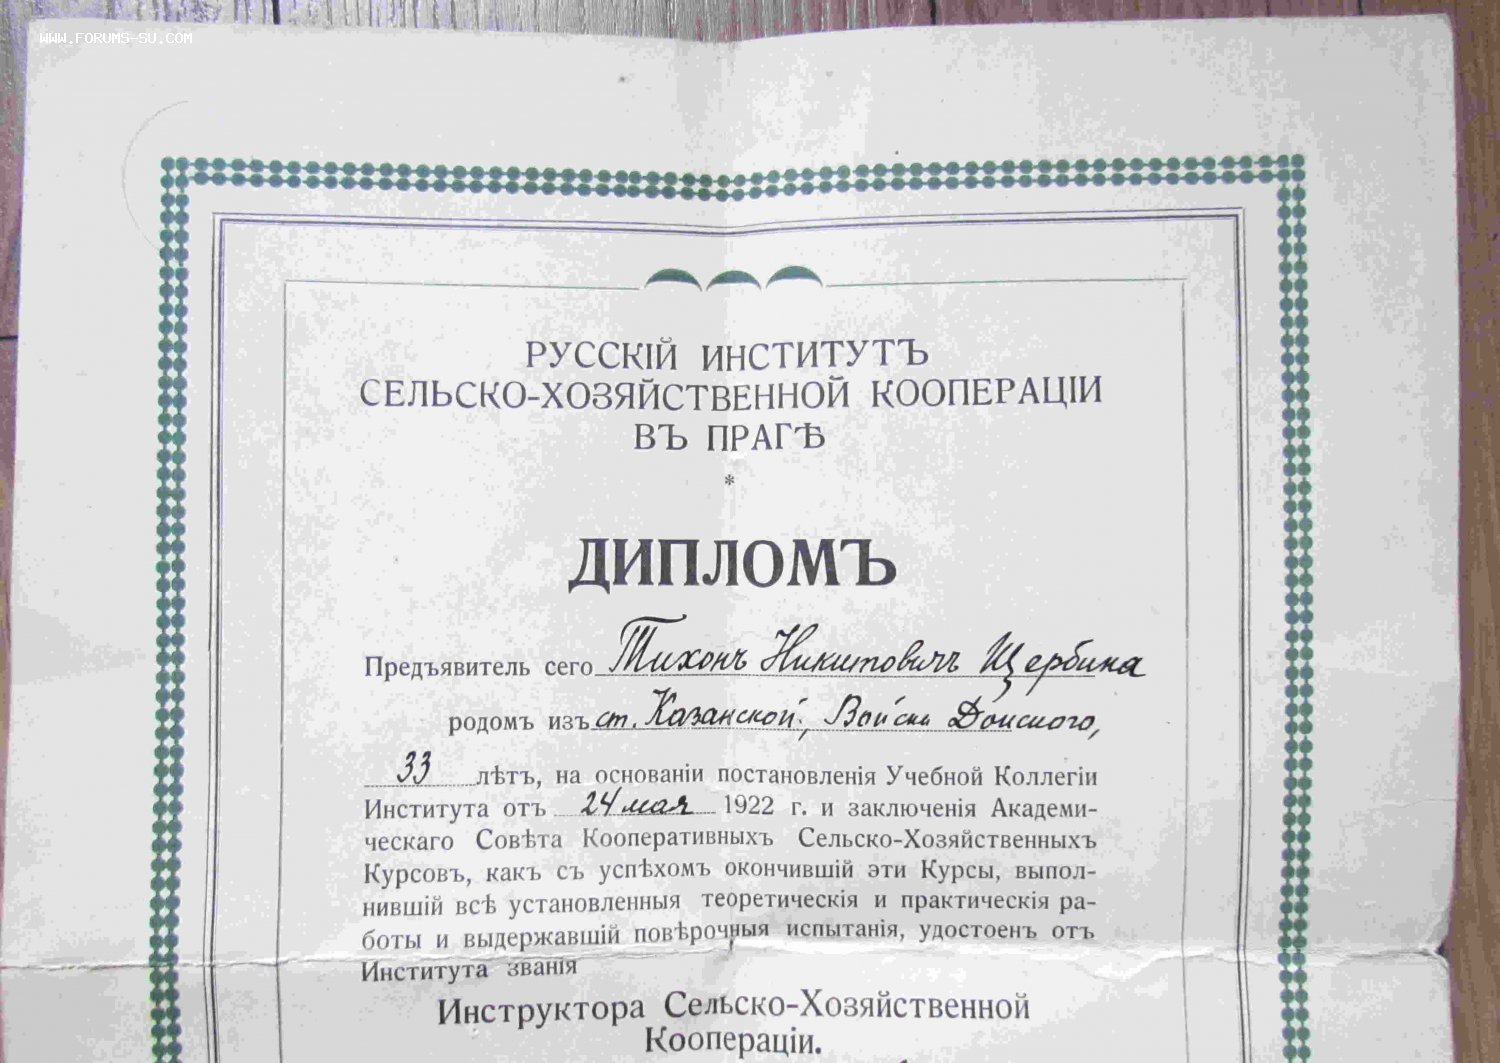 WWW.FORUMS-SU.COM
РУССКІЙ ИНСТИТУТЪ
СЕЛЬСКО-ХОЗЯЙСТВЕННОЙ КООПЕРАЦІИ
ВЪ ПРАГѢ
*
ДИПЛОМЪ
Предъявитель сего Тихонъ Никитовичъ Щербина
родомъ изъ ст. Казанской, Войска Донского,
33 лѣтъ, на основаніи постановленія Учебной Коллегіи
Института отъ 24 мая 1922 г. и заключенія Академи-
ческаго Совѣта Кооперативныхъ Сельско-Хозяйственныхъ
Курсовъ, какъ съ успѣхомъ окончившій эти Курсы, выпол-
нившій всѣ установленныя теоретическія и практическія ра-
боты и выдержавшій повѣрочныя испытанія, удостоенъ отъ
Института званія
Инструктора Сельско-Хозяйственной
Коопераціи.